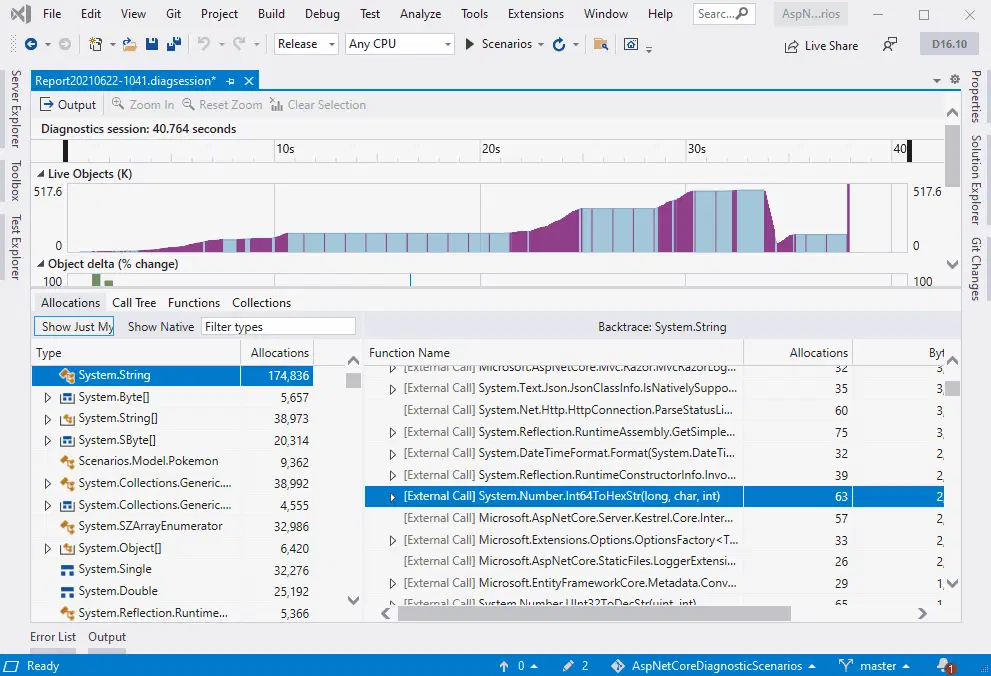 File Edit View Git Project Build Debug Test Analyze Tools Extensions Window Help Searc... AspN...rios
Release Any CPU Scenarios Live Share D16.10
Report20210622-1041.diagsession*
Output Zoom In Reset Zoom Clear Selection
Diagnostics session: 40.764 seconds
10s 20s 30s 40
Live Objects (K)
517.6 517.6
0 0
Object delta (% change)
100 100
Allocations Call Tree Functions Collections
Show Just My Show Native Filter types
Type Allocations
System.String 174,836
System.Byte[] 5,657
System.String[] 38,973
System.SByte[] 20,314
Scenarios.Model.Pokemon 9,362
System.Collections.Generic.... 38,992
System.Collections.Generic.... 4,555
System.SZArrayEnumerator 32,986
System.Object[] 6,420
System.Single 32,276
System.Double 25,192
System.Reflection.Runtime... 5,366
Backtrace: System.String
Function Name Allocations Byt
[External Call] Microsoft.AspNetCore.Mvc.Razor.MvcRazorLog... 32 3,
[External Call] System.Text.Json.JsonClassInfo.IsNativelySuppo... 35 3,
[External Call] System.Net.Http.HttpConnection.ParseStatusLi... 60 3,
[External Call] System.Reflection.RuntimeAssembly.GetSimple... 75 3,
[External Call] System.DateTimeFormat.Format(System.DateTi... 32 2,
[External Call] System.Reflection.RuntimeConstructorInfo.Invo... 39 2,
[External Call] System.Number.Int64ToHexStr(long, char, int) 63 2,
[External Call] Microsoft.AspNetCore.Server.Kestrel.Core.Inter... 57 2,
[External Call] Microsoft.Extensions.Options.OptionsFactory<T... 33 2,
[External Call] Microsoft.AspNetCore.StaticFiles.LoggerExtensi... 26 2,
[External Call] Microsoft.EntityFrameworkCore.Metadata.Conv... 29 1,
[External Call] System.Number.UInt32ToDecStr(uint, int) 65 1,
Server Explorer
Toolbox
Test Explorer
Properties
Solution Explorer
Git Changes
Error List Output
Ready 0 2 AspNetCoreDiagnosticScenarios master 1